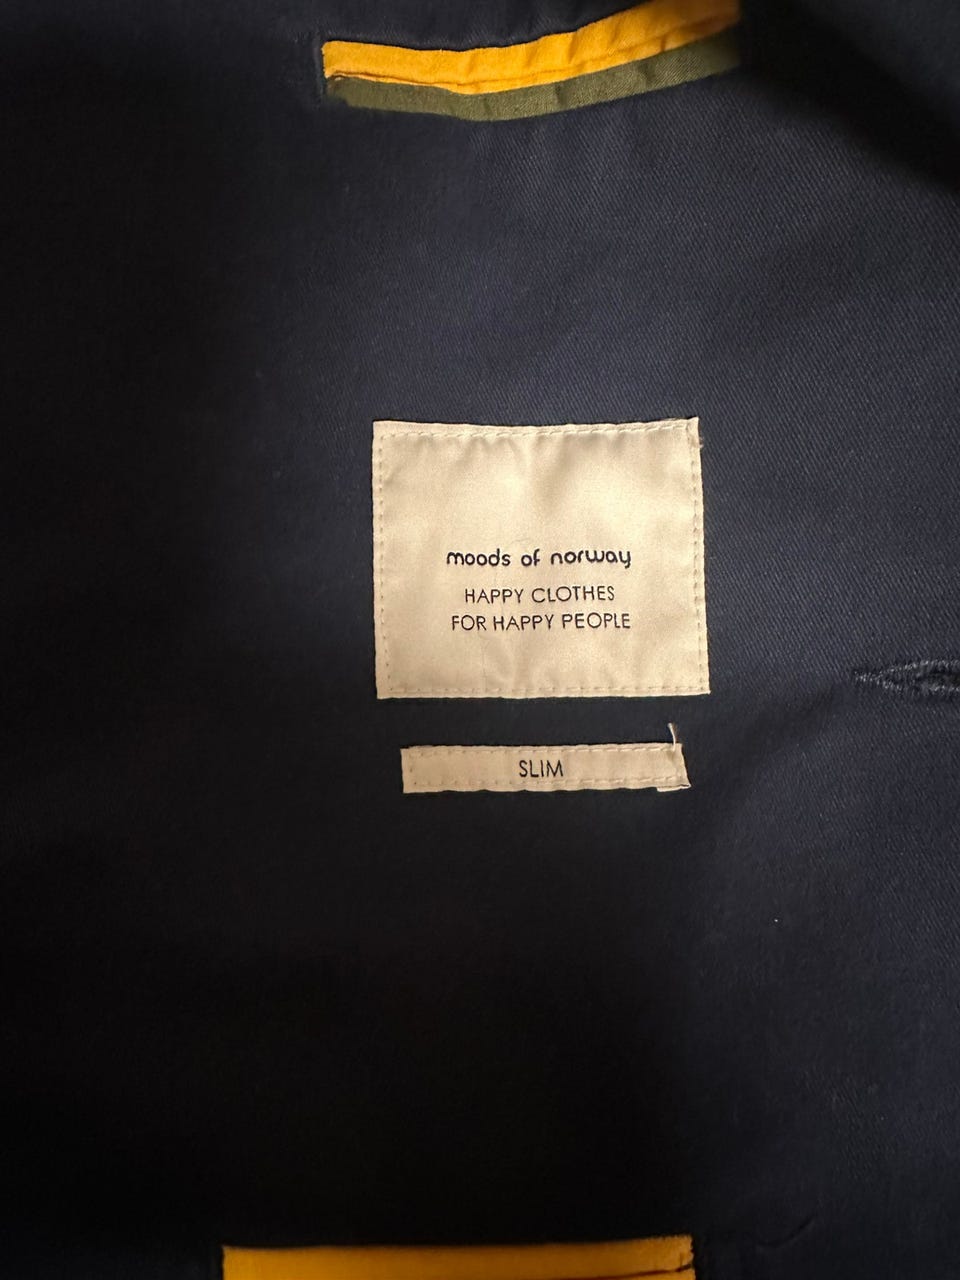 moods of norway
HAPPY CLOTHES
FOR HAPPY PEOPLE
SLIM